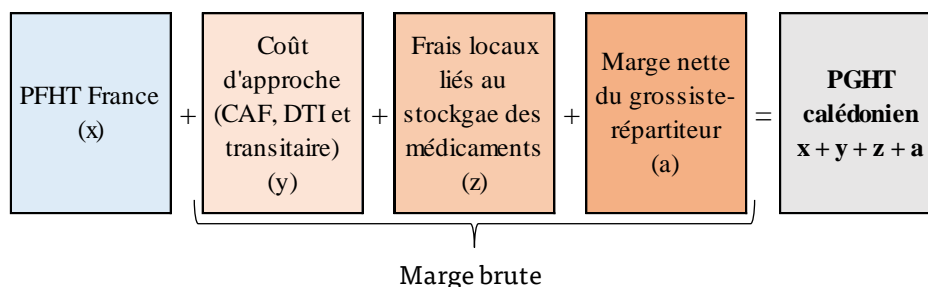 PFHT France
(x)
+
Coût
d'approche
(CAF, DTI et
transitaire)
(y)
+
Frais locaux
liés au
stockgae des
médicaments
(z)
+
Marge nette
du grossiste-
répartiteur
(a)
=
PGHT
calédonien
x + y + z + a
Marge brute